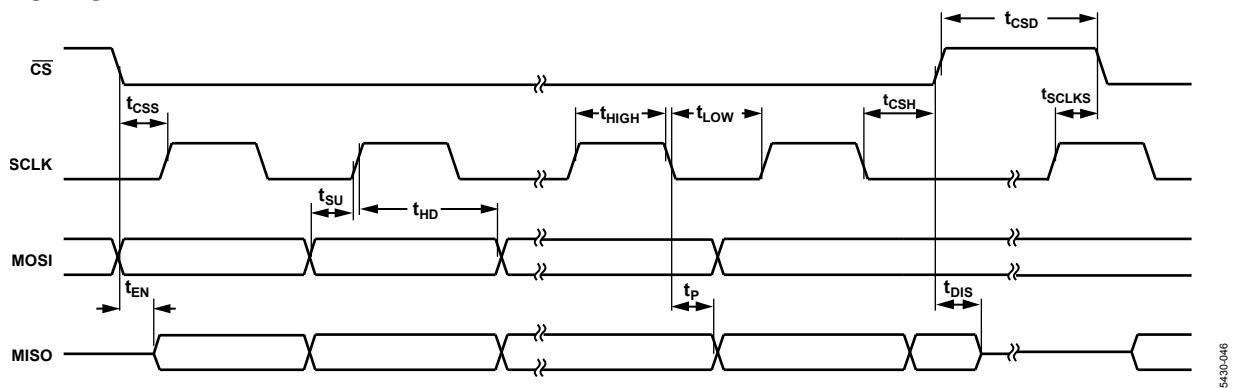 tCSD
CS
tCSS
tHIGH
tLOW
tCSH
tSCLKS
SCLK
tSU
tHD
MOSI
tEN
tP
tDIS
MISO
5430-046